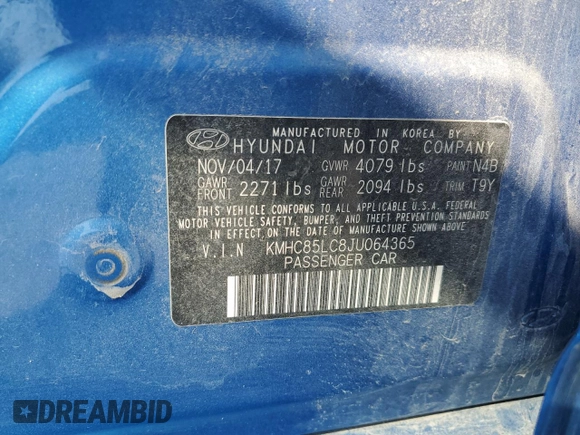 MANUFACTURED IN KOREA BY
HYUNDAI MOTOR COMPANY
NOV/04/17 GVWR 4079 lbs PAINT N4B
GAWR FRONT 2271 lbs GAWR REAR 2094 lbs TRIM T9Y
THIS VEHICLE CONFORMS TO ALL APPLICABLE U.S.A. FEDERAL
MOTOR VEHICLE SAFETY, BUMPER, AND THEFT PREVENTION
STANDARDS IN EFFECT ON THE DATE OF MANUFACTURE SHOWN ABOVE.
V.I.N KMHC85LC8JU064365
PASSENGER CAR
DREAMBID